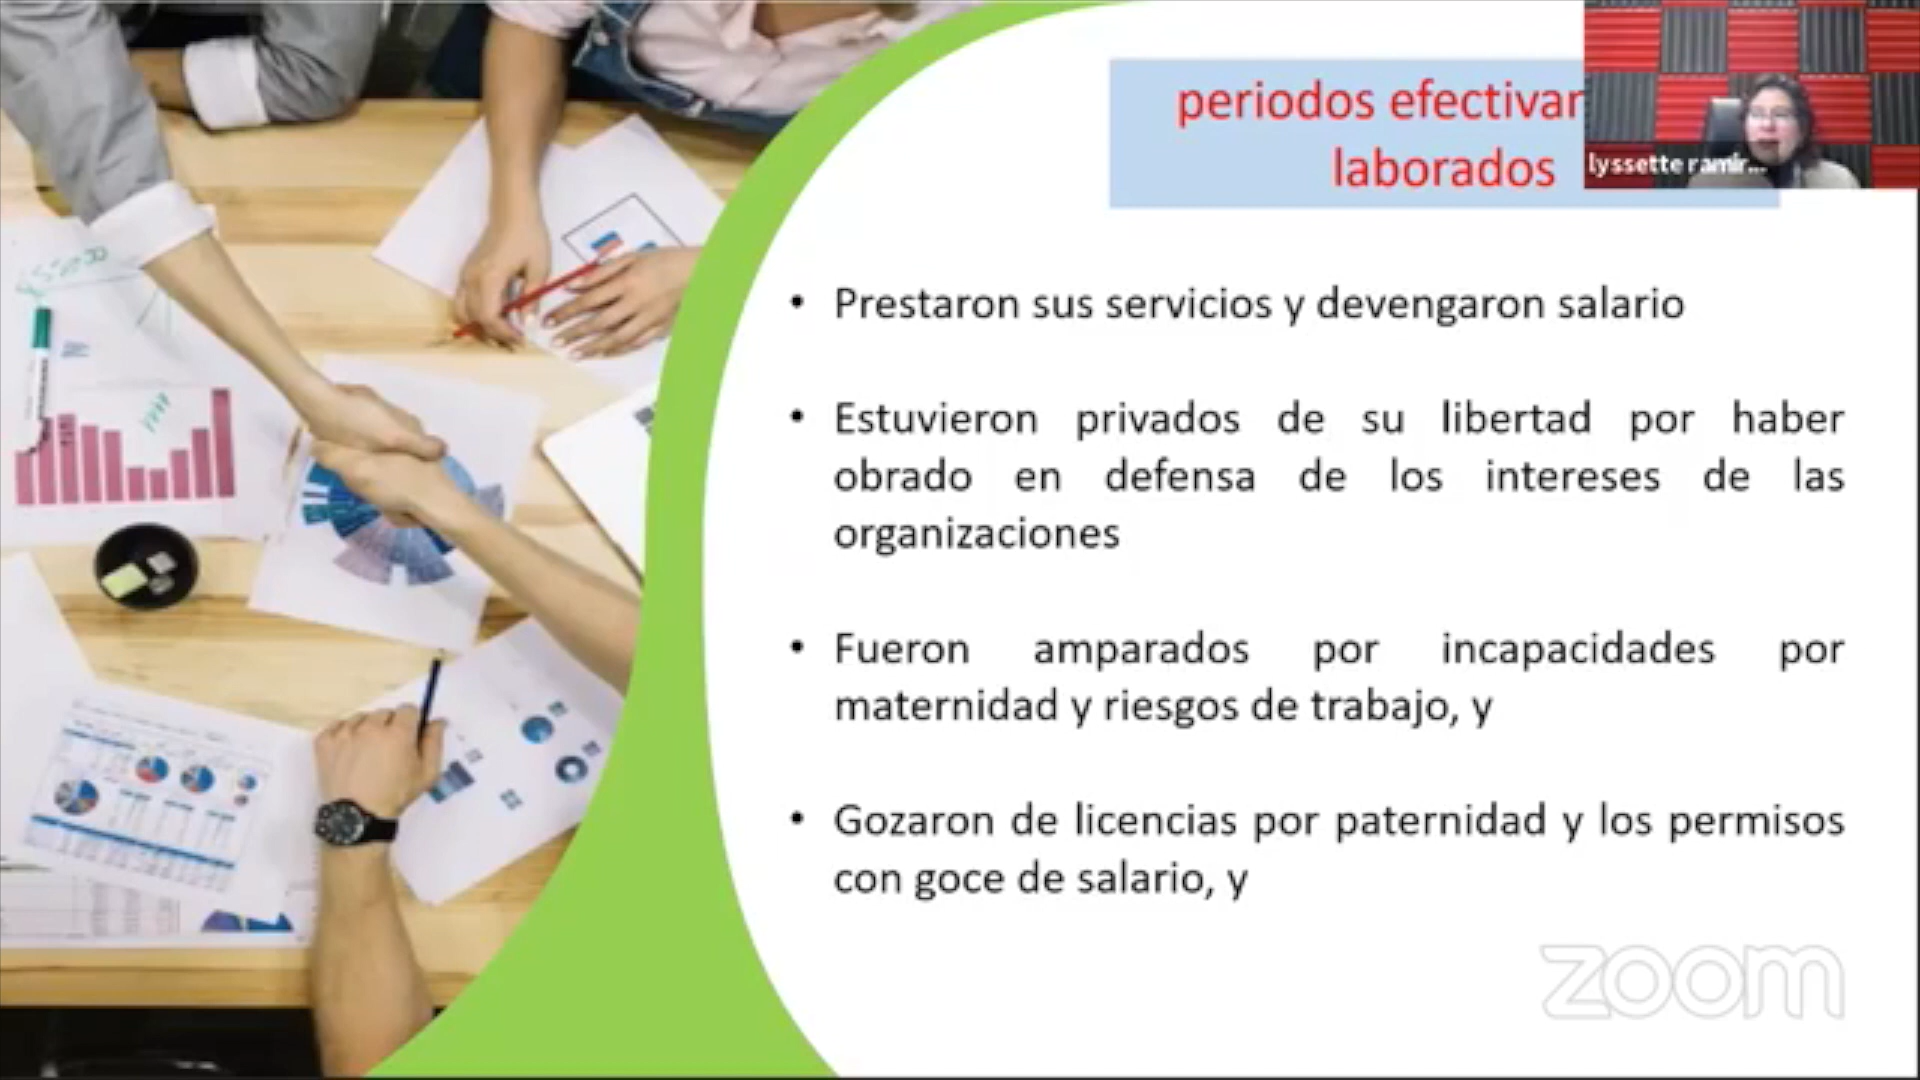 periodos efectivar
laborados
lyssette ramir...
• Prestaron sus servicios y devengaron salario
• Estuvieron privados de su libertad por haber
obrado en defensa de los intereses de las
organizaciones
• Fueron amparados por incapacidades por
maternidad y riesgos de trabajo, y
• Gozaron de licencias por paternidad y los permisos
con goce de salario, y
zoom